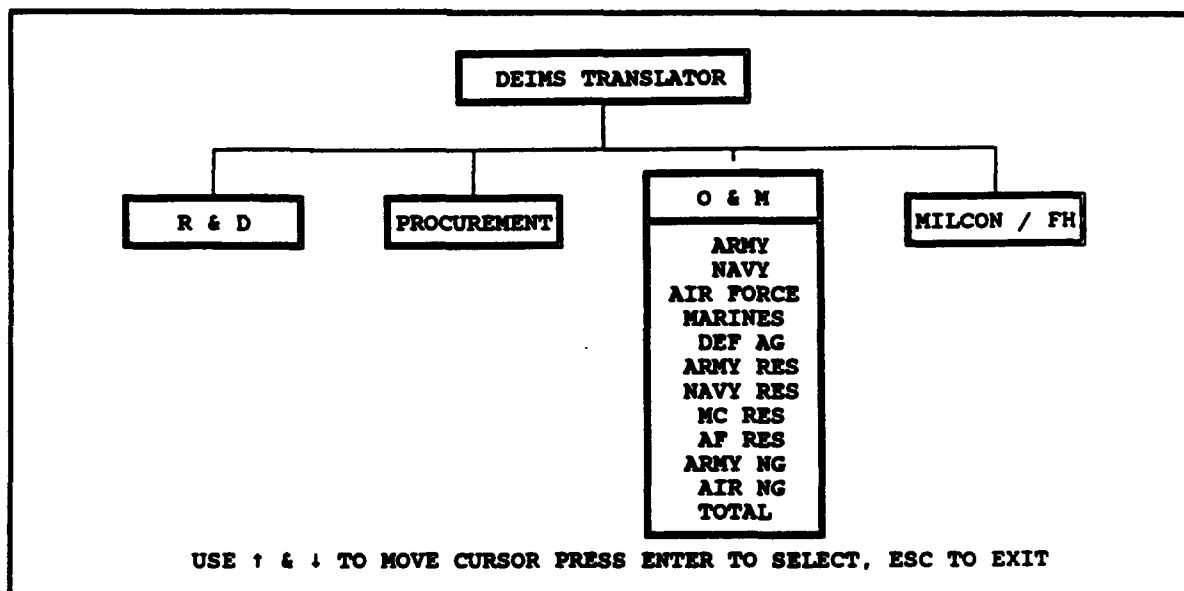 DEIMS TRANSLATOR
R & D
PROCUREMENT
O & M
MILCON / FH
ARMY
NAVY
AIR FORCE
MARINES
DEF AG
ARMY RES
NAVY RES
MC RES
AF RES
ARMY NG
AIR NG
TOTAL
USE ↑ & ↓ TO MOVE CURSOR PRESS ENTER TO SELECT, ESC TO EXIT